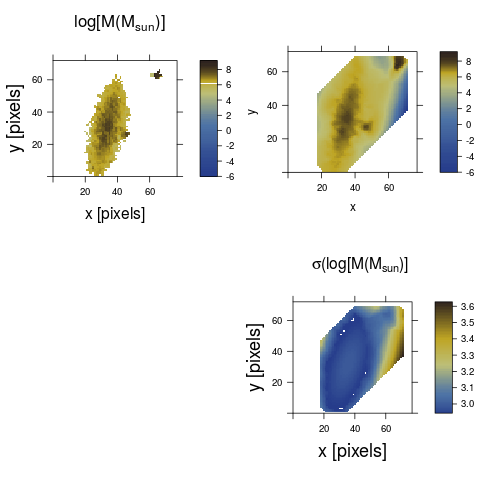 log[M(M_sun)]
8
6
4
2
0
-2
-4
-6
60
40
20
y [pixels]
20 40 60
x [pixels]
8
6
4
2
0
-2
-4
-6
60
40
20
y
20 40 60
x
σ(log[M(M_sun)]
3.6
3.5
3.4
3.3
3.2
3.1
3.0
60
40
20
y [pixels]
20 40 60
x [pixels]